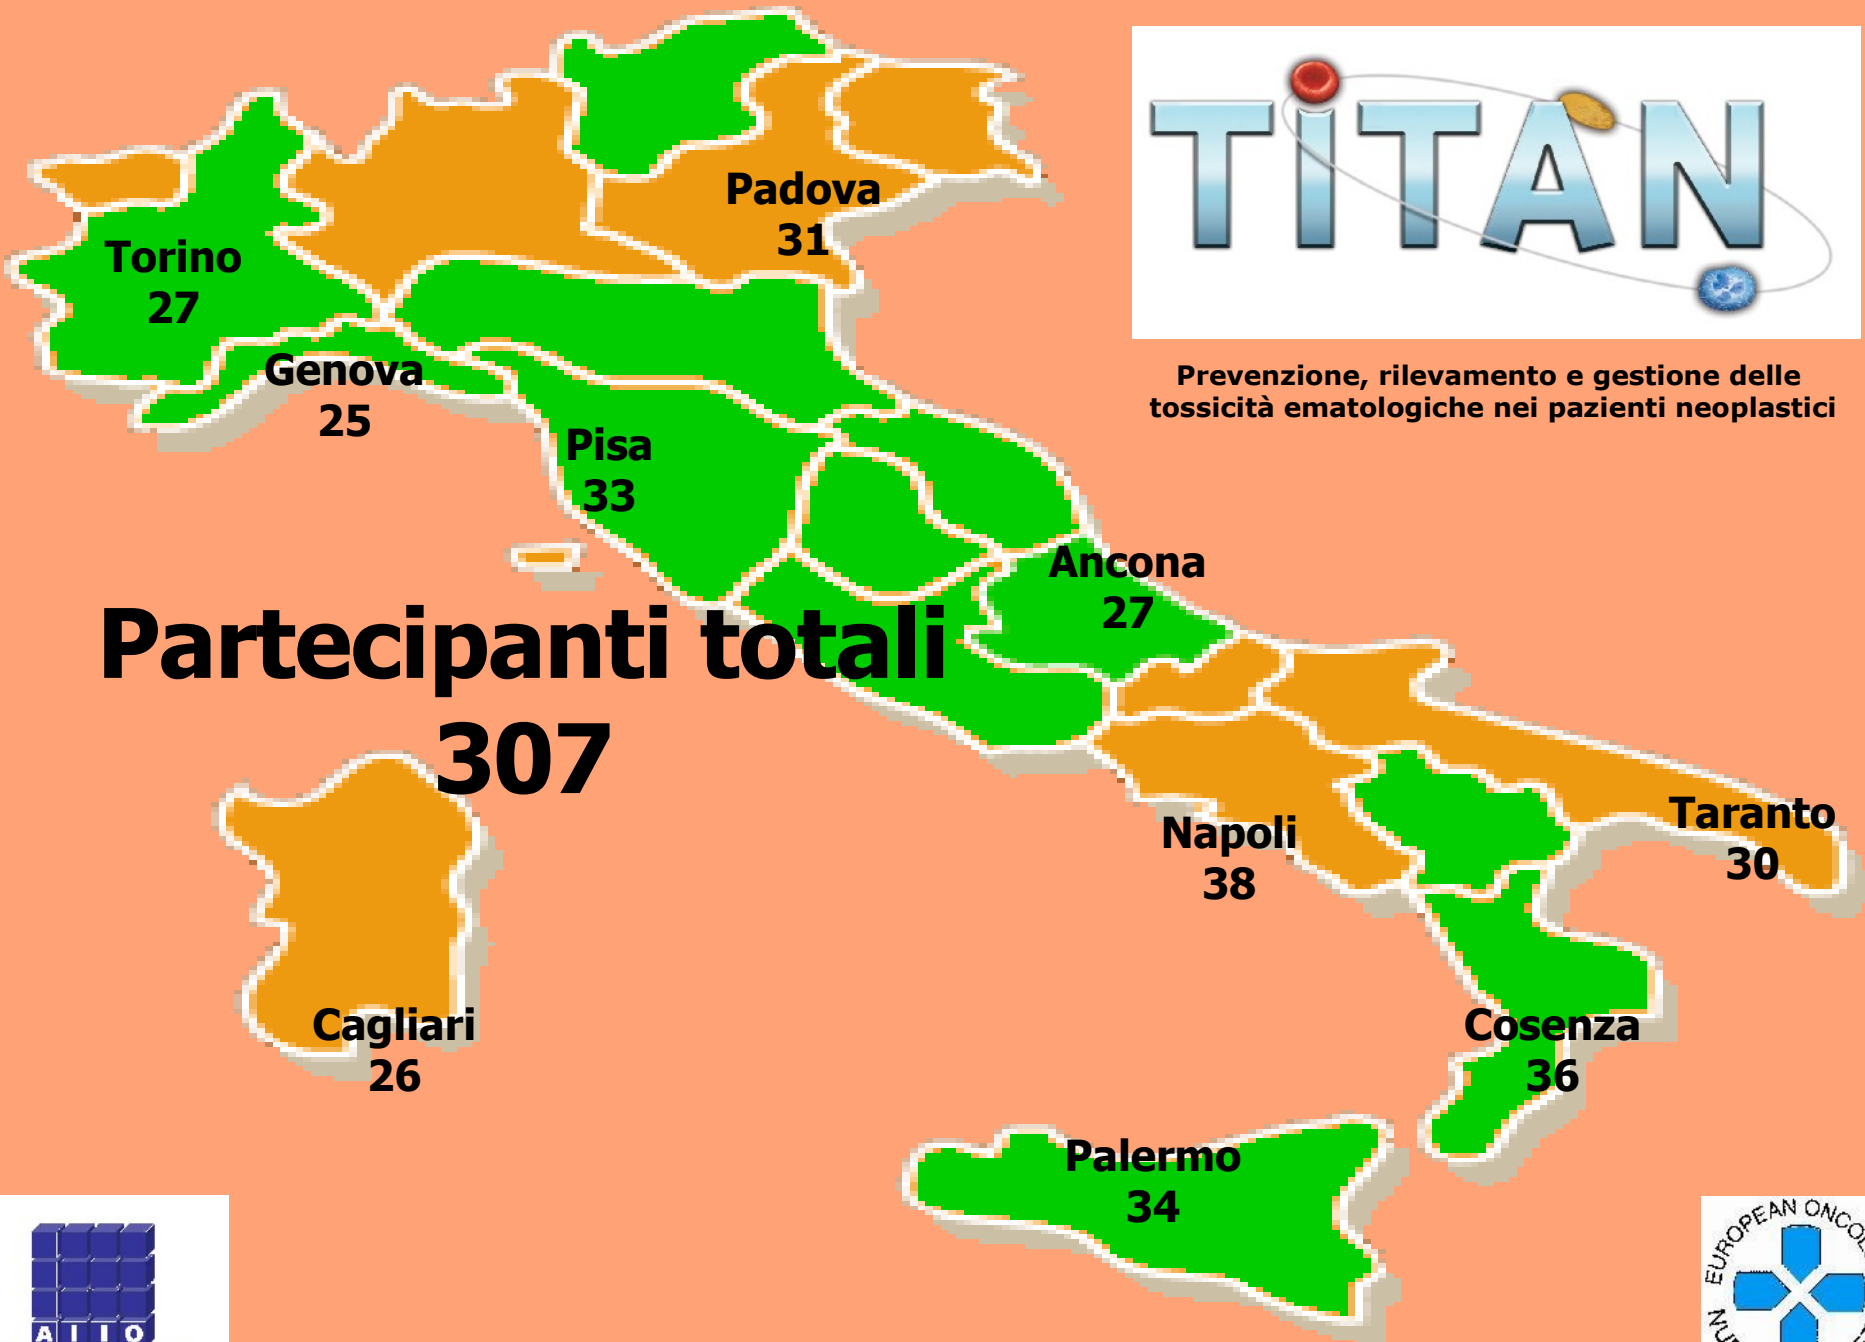 TiTAN
Prevenzione, rilevamento e gestione delle
tossicità ematologiche nei pazienti neoplastici
Padova
31
Torino
27
Genova
25
Pisa
33
Ancona
27
Partecipanti totali
307
Napoli
38
Taranto
30
Cagliari
26
Cosenza
36
Palermo
34
AIIO
EUROPEAN